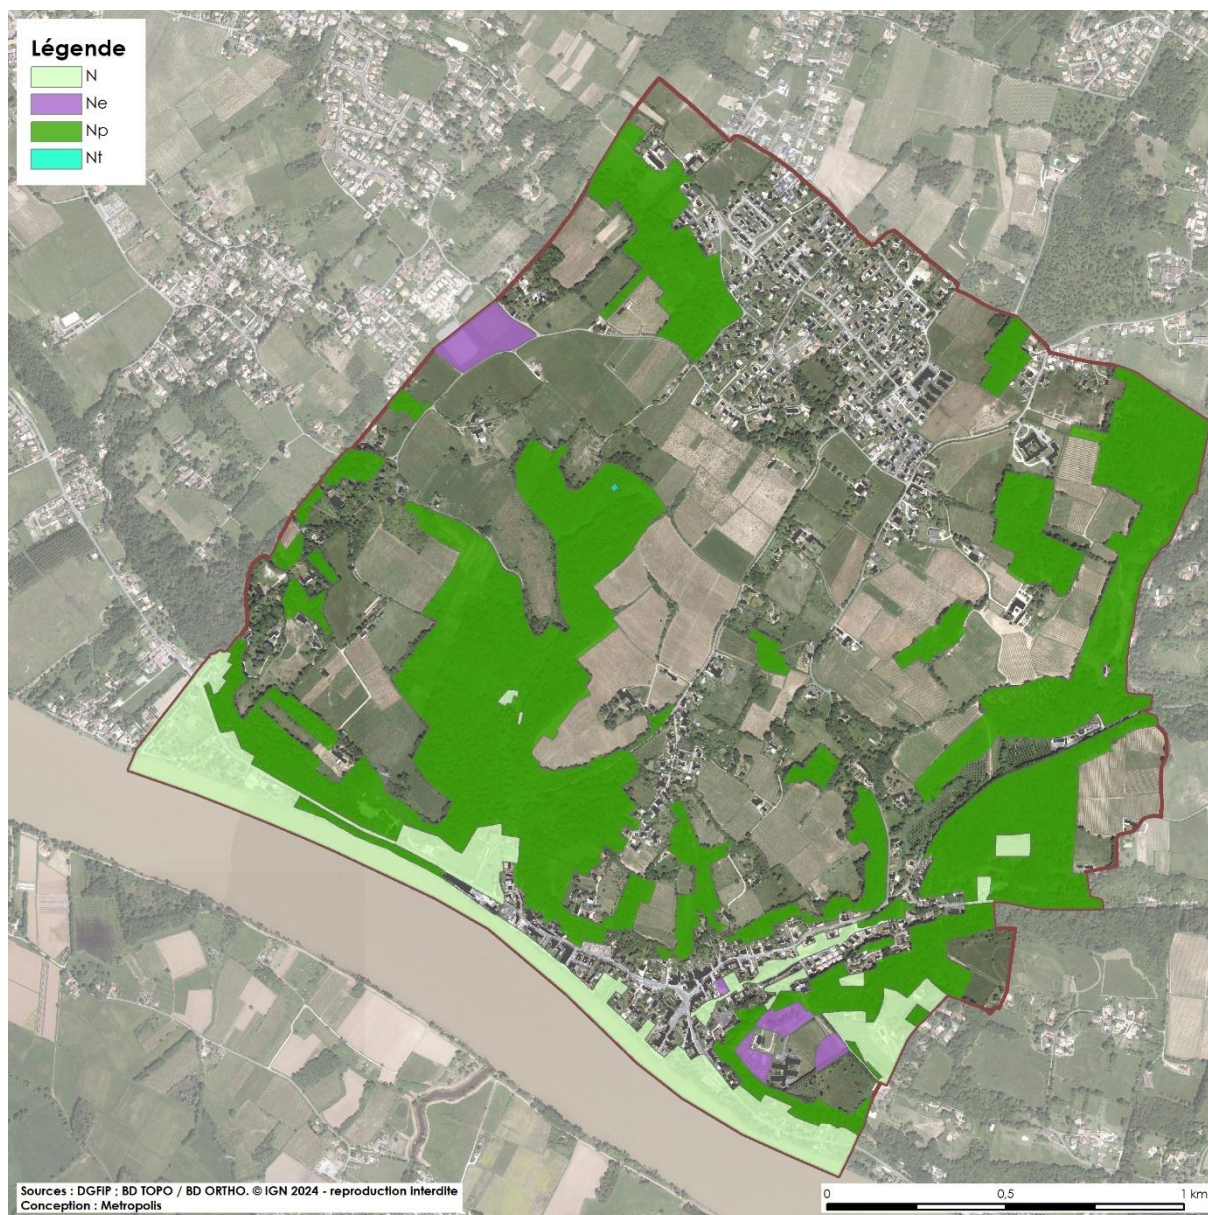 Légende
N
Ne
Np
Nt
Sources : DGFiP ; BD TOPO / BD ORTHO. © IGN 2024 - reproduction interdite
Conception : Metropolis
0 0,5 1 km